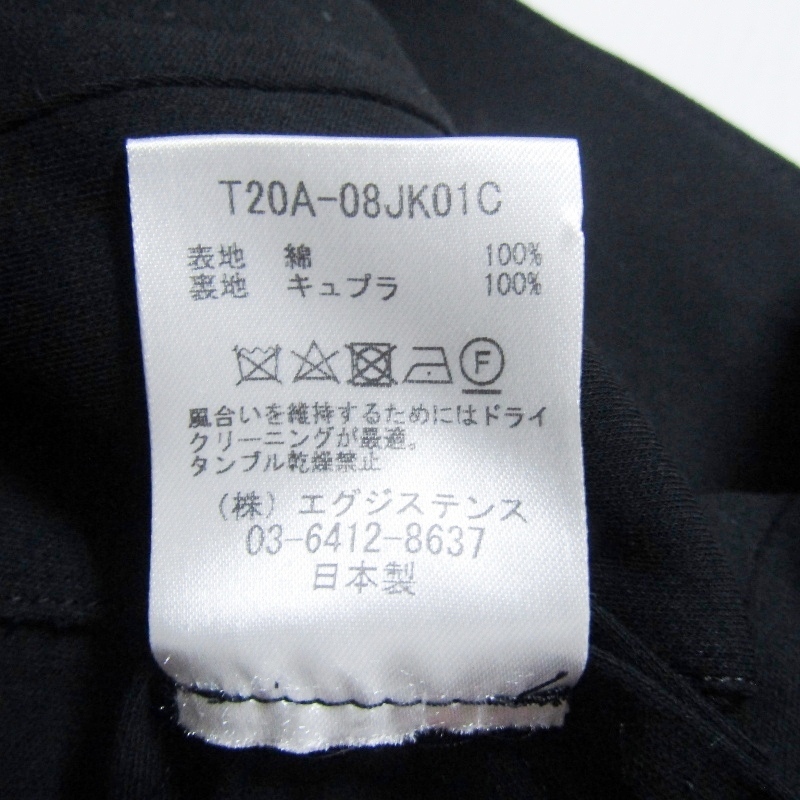 T20A-08JK01C
表地 綿 100%
裏地 キュプラ 100%
F
風合いを維持するためにはドライ
クリーニングが最適。
タンブル乾燥禁止
（株）エグジステンス
03-6412-8637
日本製